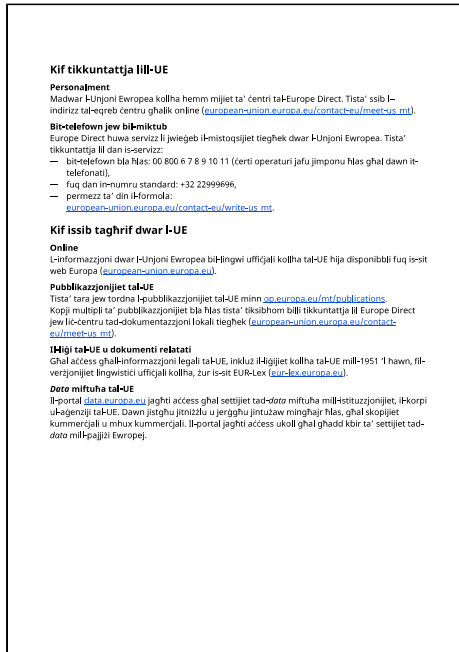 Kif tikkuntattja lill-UE
Personalment
Madwar l-Unjoni Ewropea kollha hemm mijiet ta' ċentri tal-Europe Direct. Tista' ssib l-
indirizz tal-eqreb ċentru għalik online (european-union.europa.eu/contact-eu/meet-us_mt).
Bit-telefown jew bil-miktub
Europe Direct huwa servizz li jwieġeb il-mistoqsijiet tiegħek dwar l-Unjoni Ewropea. Tista'
tikkuntattja lil dan is-servizz:
— bit-telefown bla ħlas: 00 800 6 7 8 9 10 11 (ċerti operaturi jafu jimponu ħlas għal dawn it-
telefonati),
— fuq dan in-numru standard: +32 22999696,
— permezz ta' din il-formola:
european-union.europa.eu/contact-eu/write-us_mt.
Kif issib tagħrif dwar l-UE
Online
L-informazzjoni dwar l-Unjoni Ewropea bil-lingwi uffiċjali kollha tal-UE hija disponibbli fuq is-sit
web Europa (european-union.europa.eu).
Pubblikazzjonijiet tal-UE
Tista' tara jew tordna l-pubblikazzjonijiet tal-UE minn op.europa.eu/mt/publications.
Kopji multipli ta' pubblikazzjonijiet bla ħlas tista' tiksibhom billi tikkuntattja lil Europe Direct
jew liċ-ċentru tad-dokumentazzjoni lokali tiegħek (european-union.europa.eu/contact-
eu/meet-us_mt).
Il-liġi tal-UE u dokumenti relatati
Għal aċċess għall-informazzjoni legali tal-UE, inkluż il-liġijiet kollha tal-UE mill-1951 'l hawn, fil-
verżjonijiet lingwistiċi uffiċjali kollha, żur is-sit EUR-Lex (eur-lex.europa.eu).
Data miftuħa tal-UE
Il-portal data.europa.eu jagħti aċċess għal settijiet tad-data miftuħa mill-istituzzjonijiet, il-korpi
u l-aġenziji tal-UE. Dawn jistgħu jitniżżlu u jerġgħu jintużaw mingħajr ħlas, għal skopijiet
kummerċjali u mhux kummerċjali. Il-portal jagħti aċċess ukoll għal għadd kbir ta' settijiet tad-
data mill-pajjiżi Ewropej.